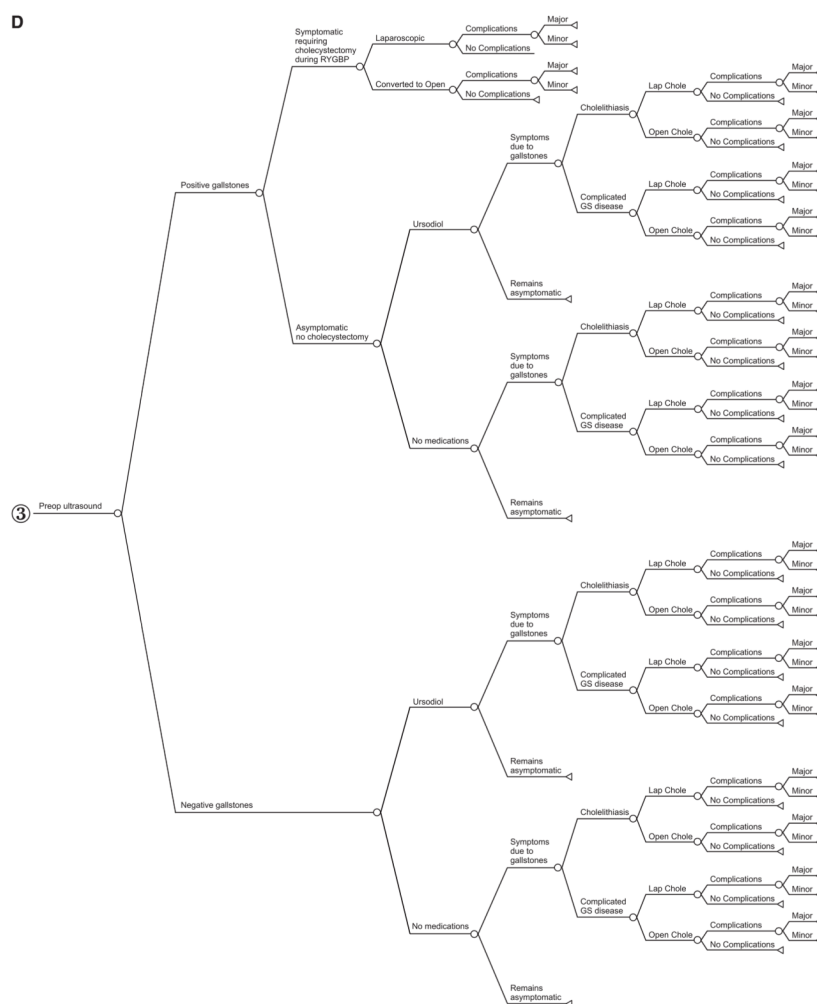 D
Symptomatic
requiring
cholecystectomy
during RYGBP
Laparoscopic
Complications
Major
Minor
No Complications
Converted to Open
Complications
Major
Minor
No Complications
Positive gallstones
Asymptomatic
no cholecystectomy
Ursodiol
Symptoms
due to
gallstones
Cholelithiasis
Lap Chole
Complications
Major
Minor
No Complications
Open Chole
Complications
Major
Minor
No Complications
Complicated
GS disease
Lap Chole
Complications
Major
Minor
No Complications
Open Chole
Complications
Major
Minor
No Complications
Remains
asymptomatic
No medications
Symptoms
due to
gallstones
Cholelithiasis
Lap Chole
Complications
Major
Minor
No Complications
Open Chole
Complications
Major
Minor
No Complications
Complicated
GS disease
Lap Chole
Complications
Major
Minor
No Complications
Open Chole
Complications
Major
Minor
No Complications
Remains
asymptomatic
3
Preop ultrasound
Negative gallstones
Ursodiol
Symptoms
due to
gallstones
Cholelithiasis
Lap Chole
Complications
Major
Minor
No Complications
Open Chole
Complications
Major
Minor
No Complications
Complicated
GS disease
Lap Chole
Complications
Major
Minor
No Complications
Open Chole
Complications
Major
Minor
No Complications
Remains
asymptomatic
No medications
Symptoms
due to
gallstones
Cholelithiasis
Lap Chole
Complications
Major
Minor
No Complications
Open Chole
Complications
Major
Minor
No Complications
Complicated
GS disease
Lap Chole
Complications
Major
Minor
No Complications
Open Chole
Complications
Major
Minor
No Complications
Remains
asymptomatic